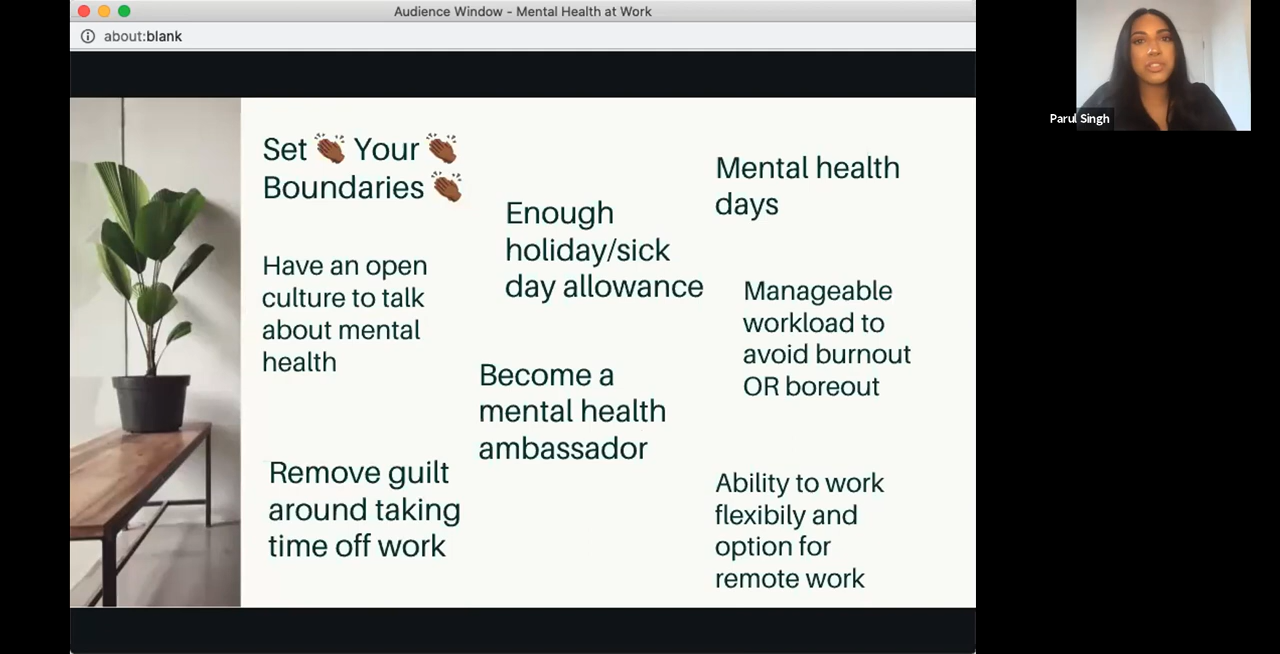 Audience Window - Mental Health at Work
about:blank
Parul Singh
Set 👏🏾 Your 👏🏾
Boundaries 👏🏾
Have an open
culture to talk
about mental
health
Remove guilt
around taking
time off work
Enough
holiday/sick
day allowance
Become a
mental health
ambassador
Mental health
days
Manageable
workload to
avoid burnout
OR boreout
Ability to work
flexibily and
option for
remote work